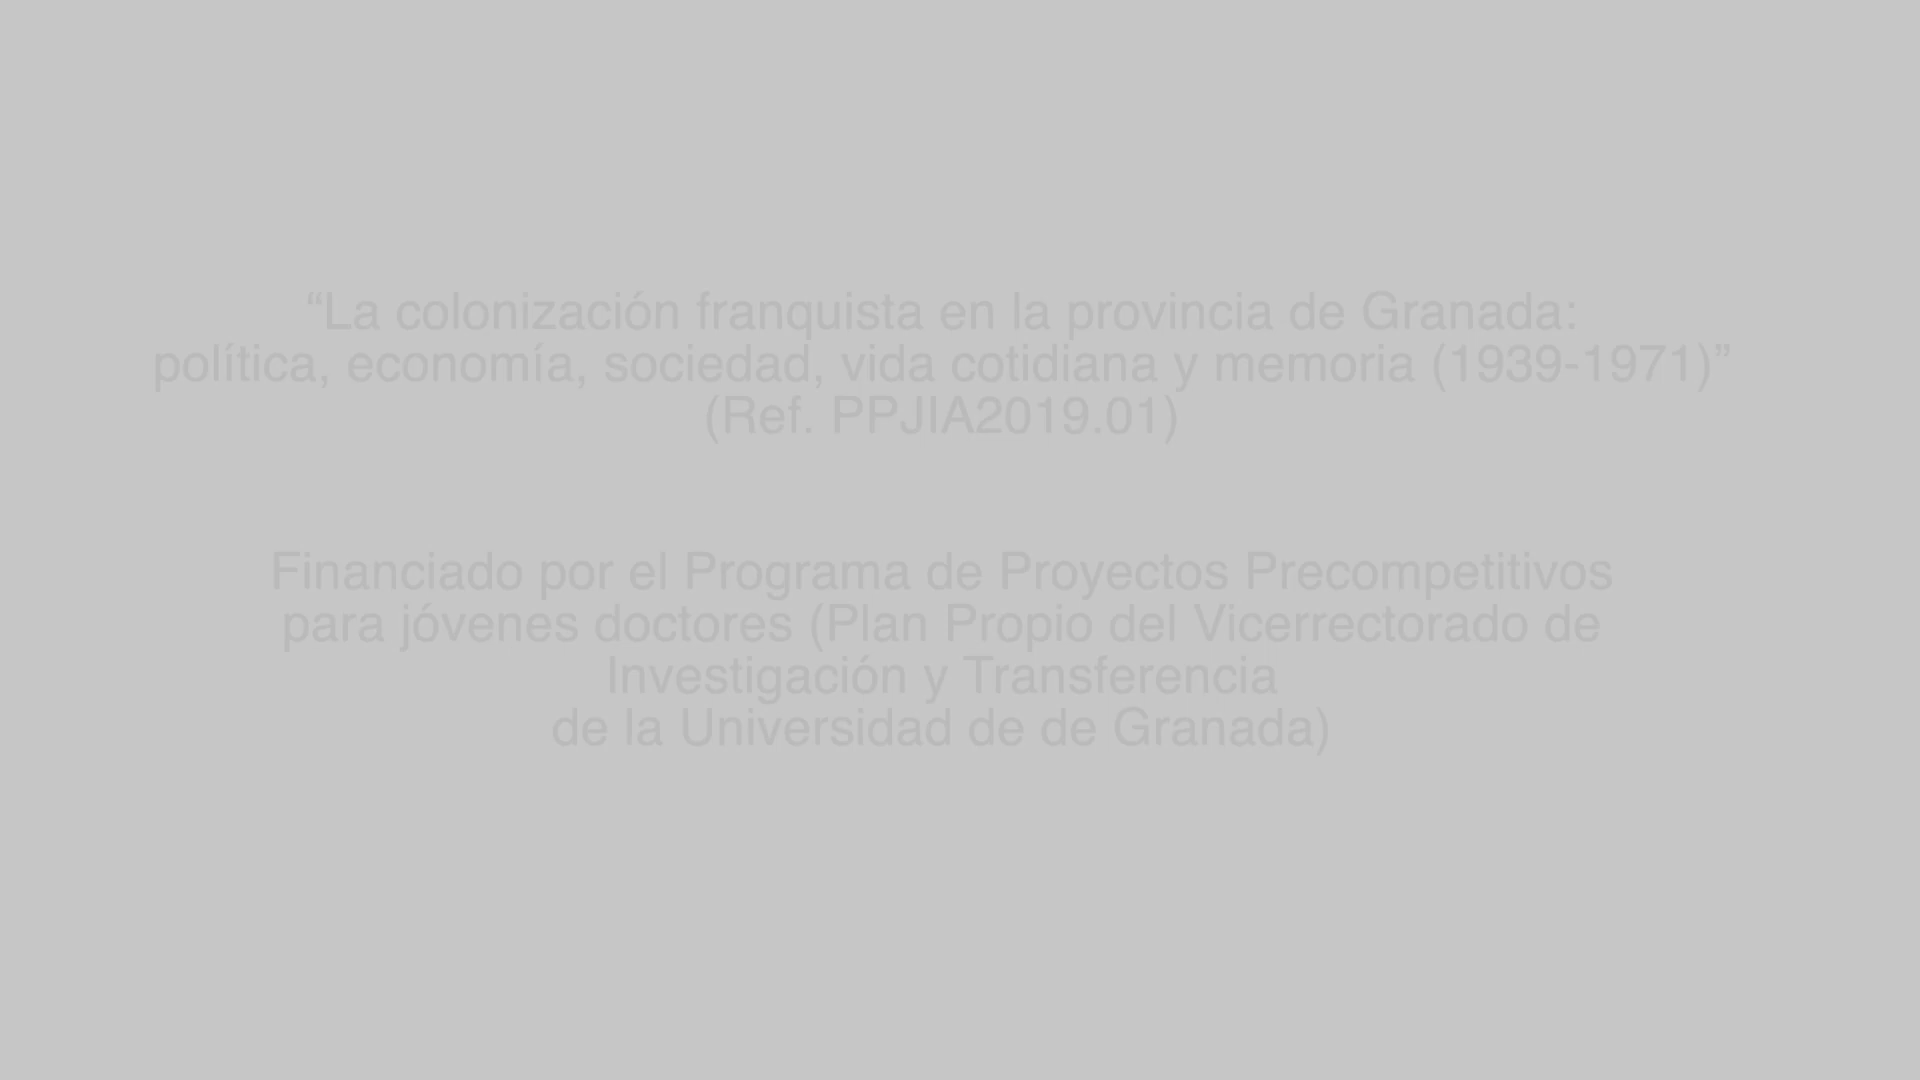 “La colonización franquista en la provincia de Granada:
política, economía, sociedad, vida cotidiana y memoria (1939-1971)”
(Ref. PPJIA2019.01)
Financiado por el Programa de Proyectos Precompetitivos
para jóvenes doctores (Plan Propio del Vicerrectorado de
Investigación y Transferencia
de la Universidad de de Granada)